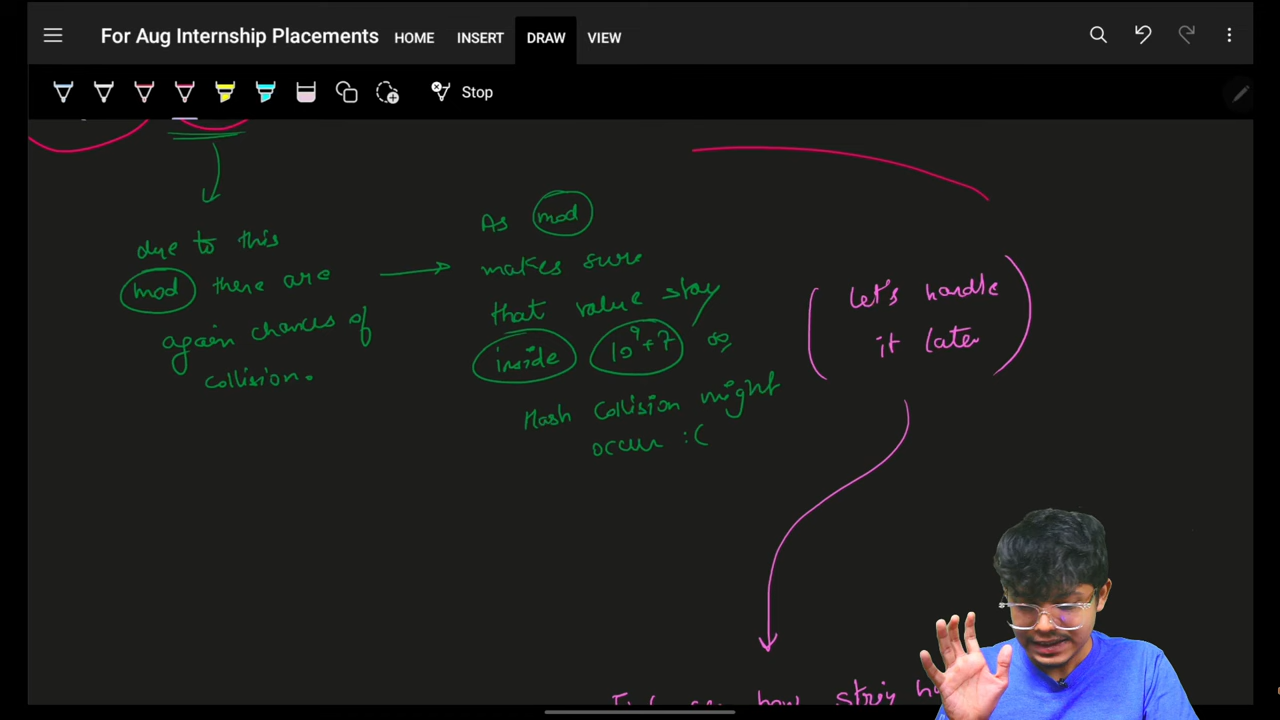 For Aug Internship Placements HOME INSERT DRAW VIEW
Stop
due to this
mod there are
again chances of
collision.
As mod
makes sure
that value stay
inside 10^9+7 so,
Hash Collision might
occur :(
(let's handle
it later)
how string